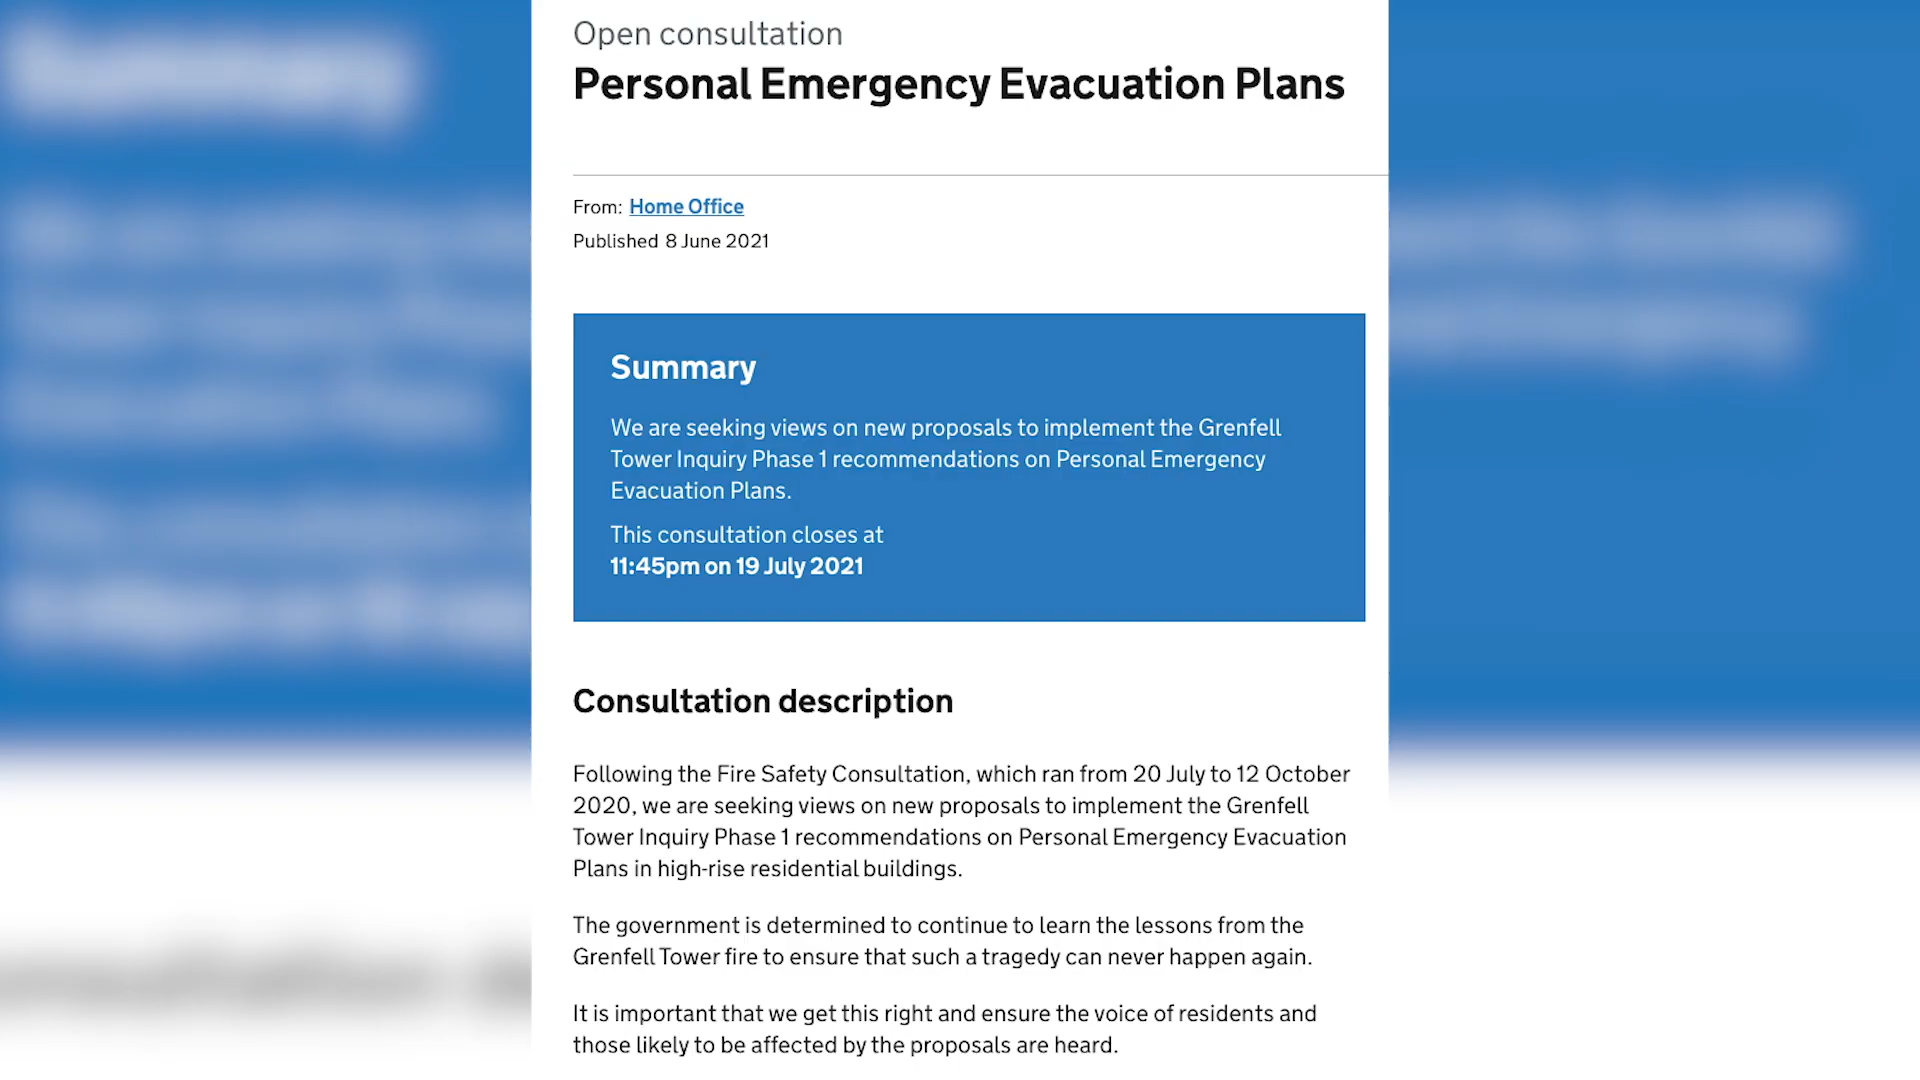 Open consultation
Personal Emergency Evacuation Plans
From: Home Office
Published 8 June 2021
Summary
We are seeking views on new proposals to implement the Grenfell
Tower Inquiry Phase 1 recommendations on Personal Emergency
Evacuation Plans.
This consultation closes at
11:45pm on 19 July 2021
Consultation description
Following the Fire Safety Consultation, which ran from 20 July to 12 October
2020, we are seeking views on new proposals to implement the Grenfell
Tower Inquiry Phase 1 recommendations on Personal Emergency Evacuation
Plans in high-rise residential buildings.
The government is determined to continue to learn the lessons from the
Grenfell Tower fire to ensure that such a tragedy can never happen again.
It is important that we get this right and ensure the voice of residents and
those likely to be affected by the proposals are heard.